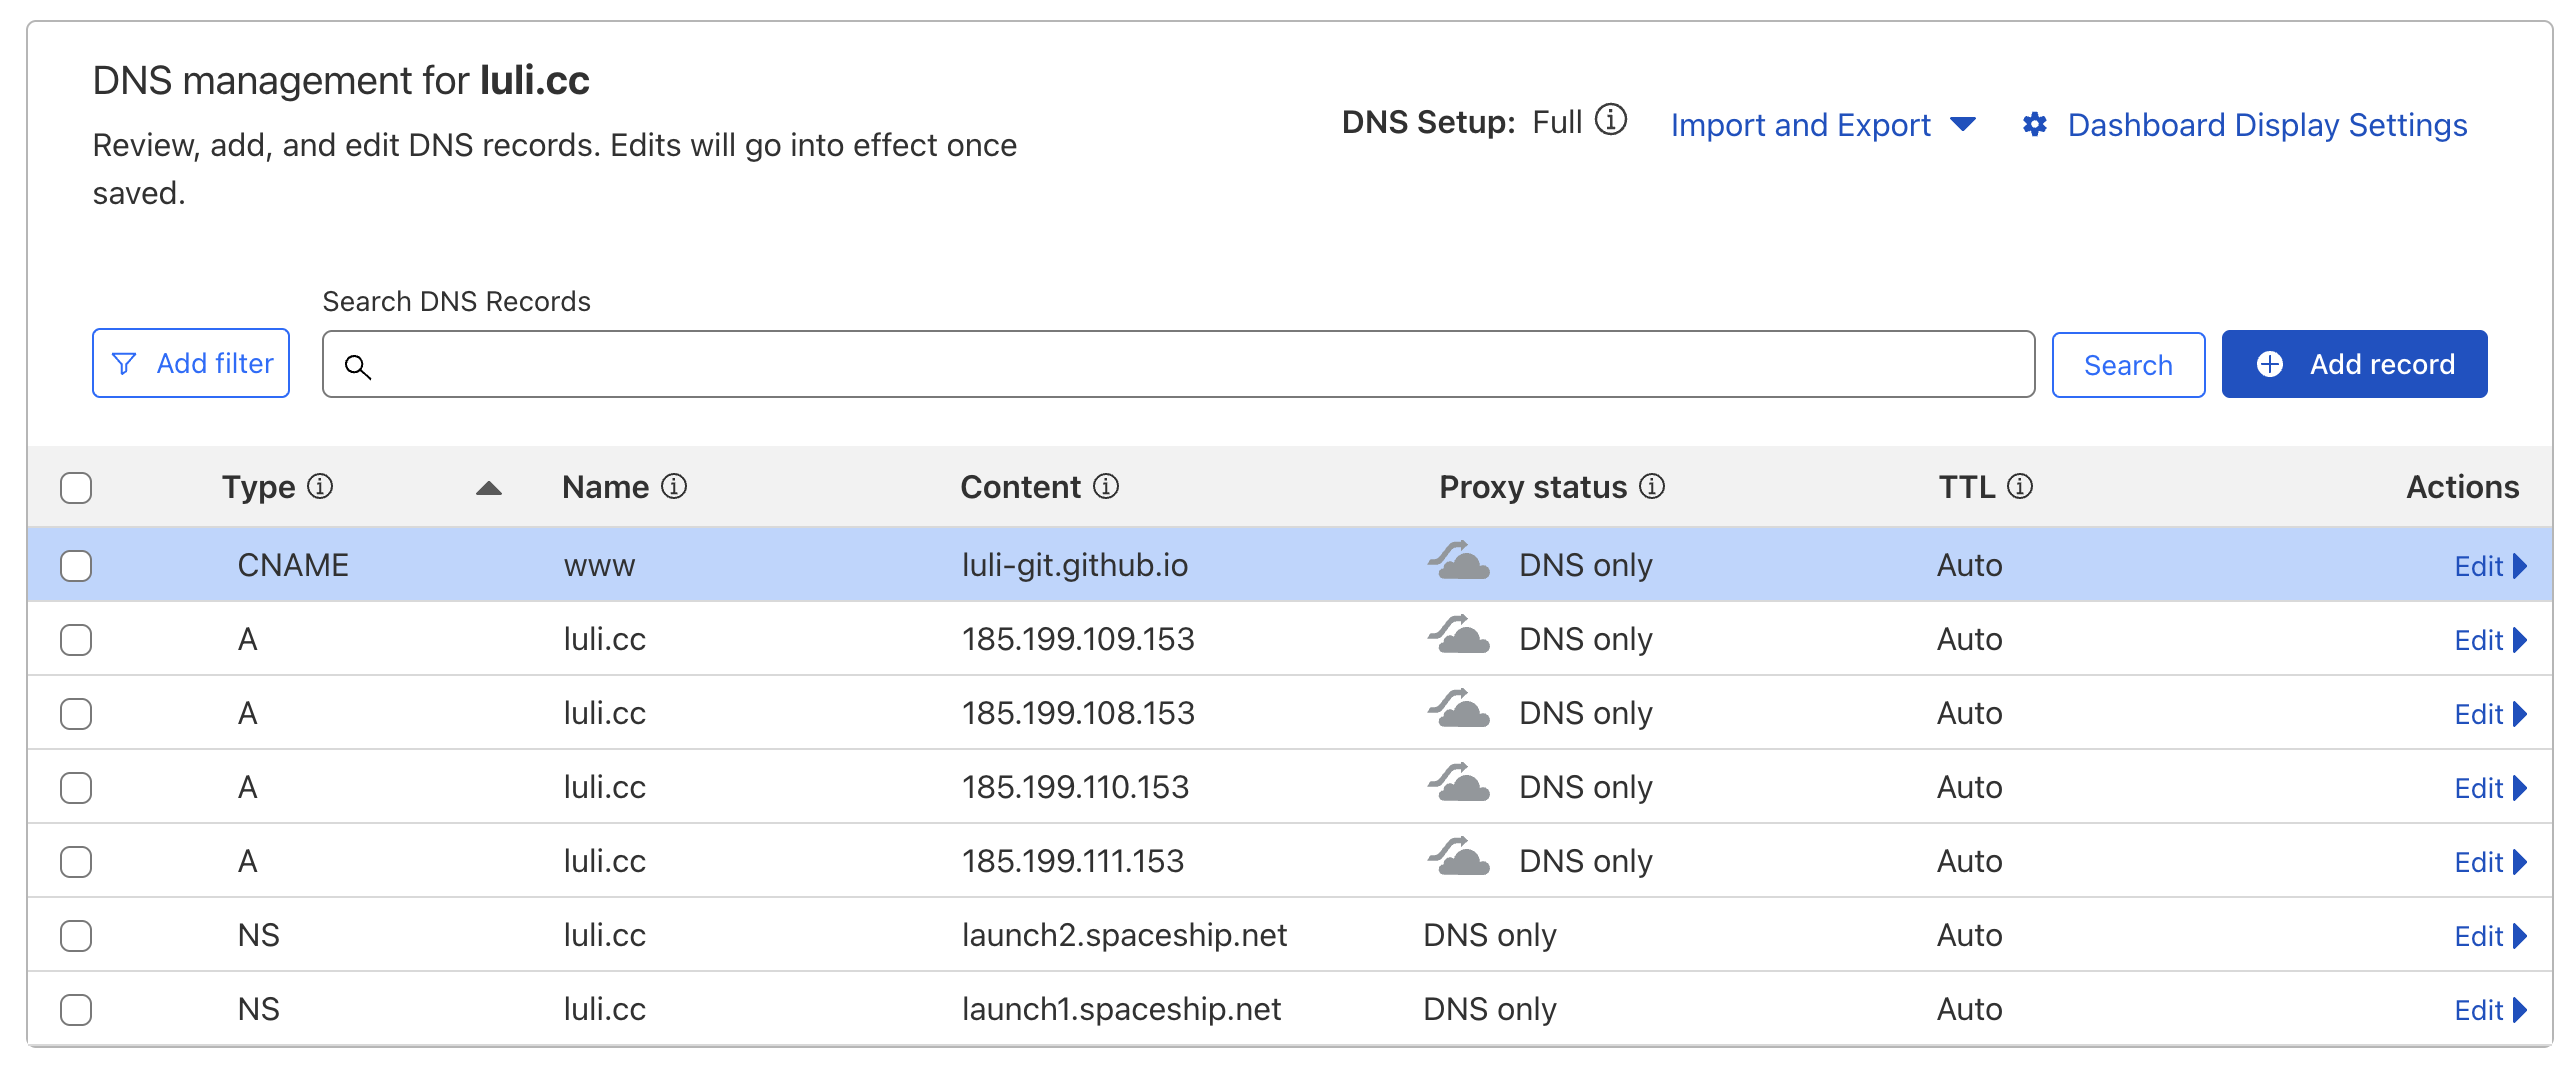 DNS management for luli.cc
Review, add, and edit DNS records. Edits will go into effect once
saved.
DNS Setup: Full
Import and Export
Dashboard Display Settings
Search DNS Records
Add filter
Search
Add record
Type Name Content Proxy status TTL Actions
CNAME www luli-git.github.io DNS only Auto Edit
A luli.cc 185.199.109.153 DNS only Auto Edit
A luli.cc 185.199.108.153 DNS only Auto Edit
A luli.cc 185.199.110.153 DNS only Auto Edit
A luli.cc 185.199.111.153 DNS only Auto Edit
NS luli.cc launch2.spaceship.net DNS only Auto Edit
NS luli.cc launch1.spaceship.net DNS only Auto Edit